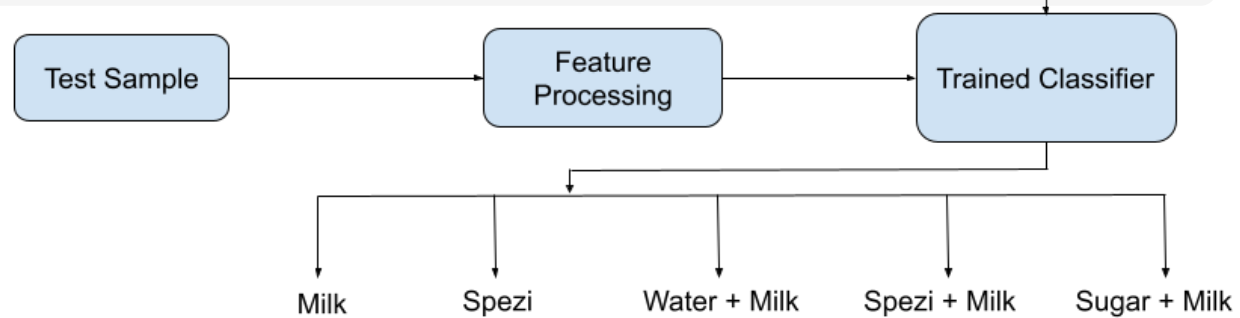 Test Sample
Feature
Processing
Trained Classifier
Milk
Spezi
Water + Milk
Spezi + Milk
Sugar + Milk